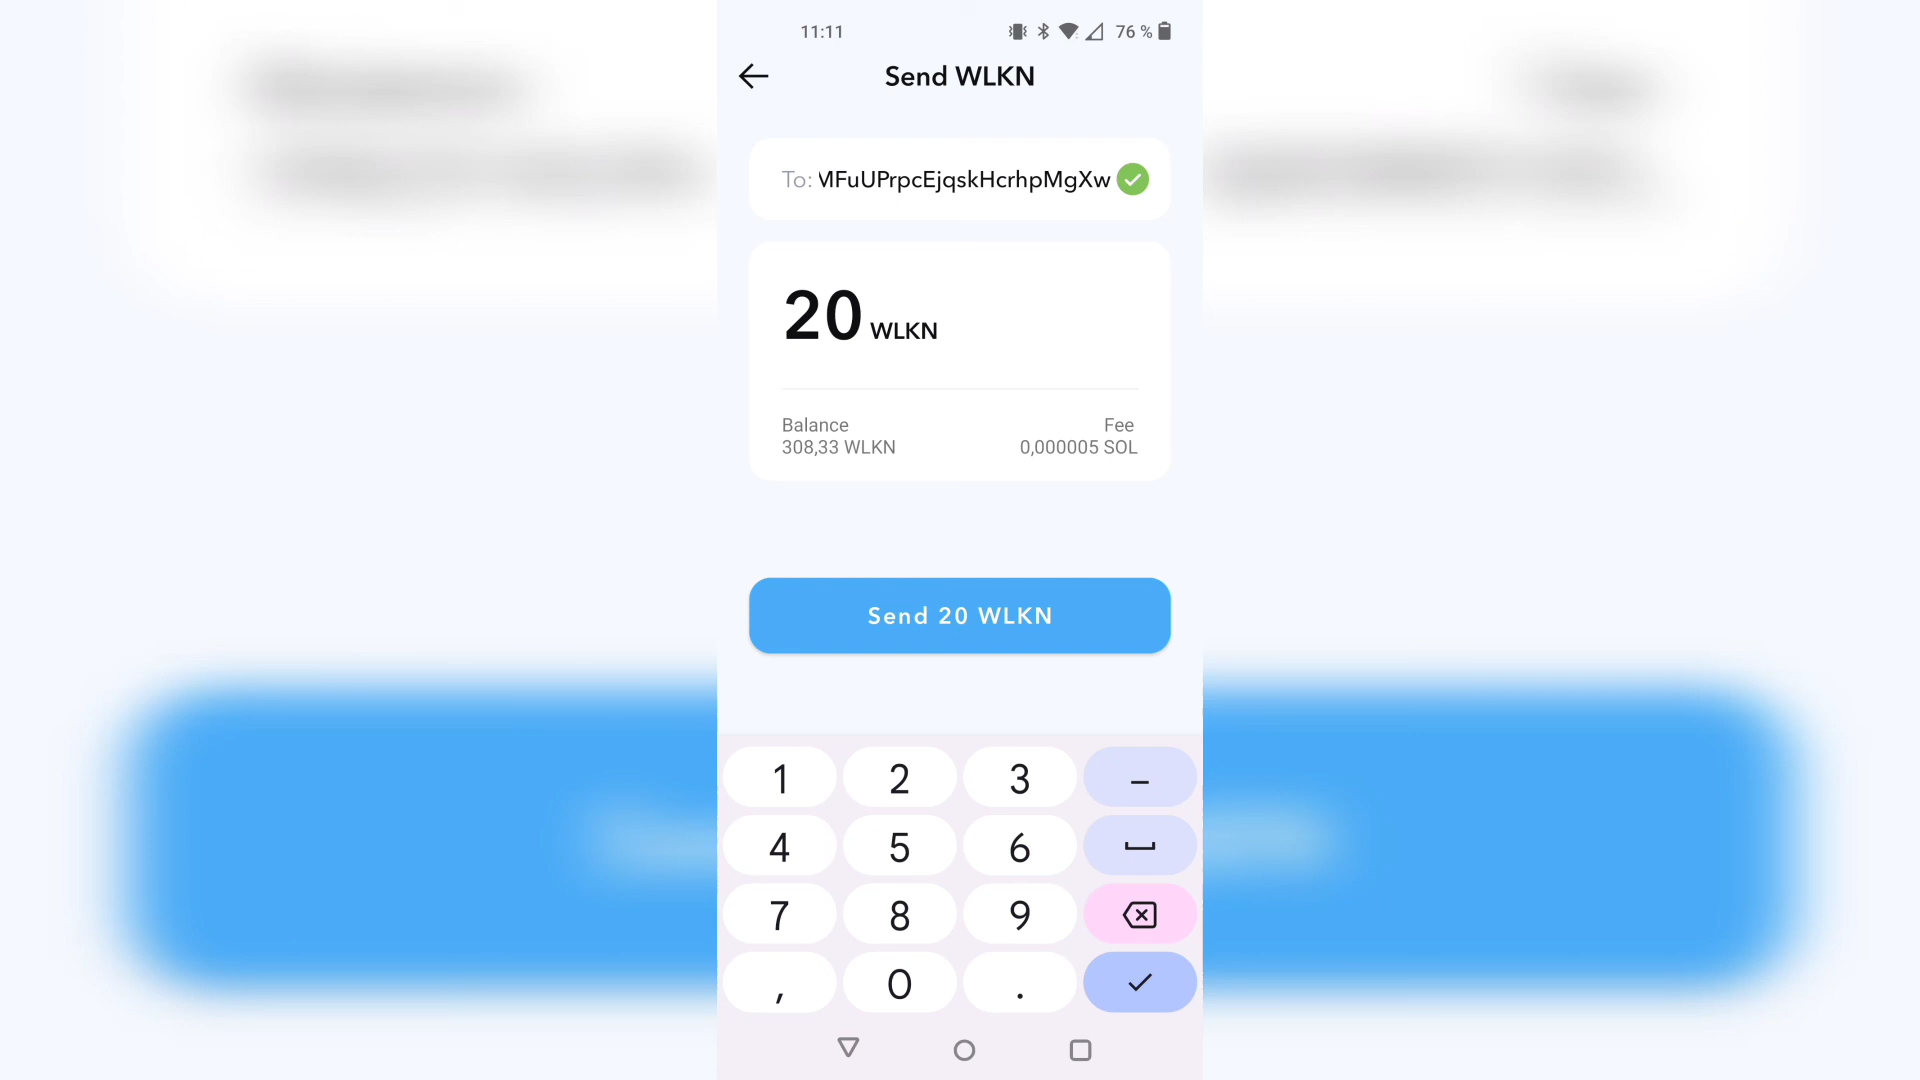 11:11 76 %
Send WLKN
To: MFuUPrpcEjqskHcrhpMgXw
20 WLKN
Balance Fee
308,33 WLKN 0,000005 SOL
Send 20 WLKN
1 2 3 –
4 5 6
7 8 9
, 0 .